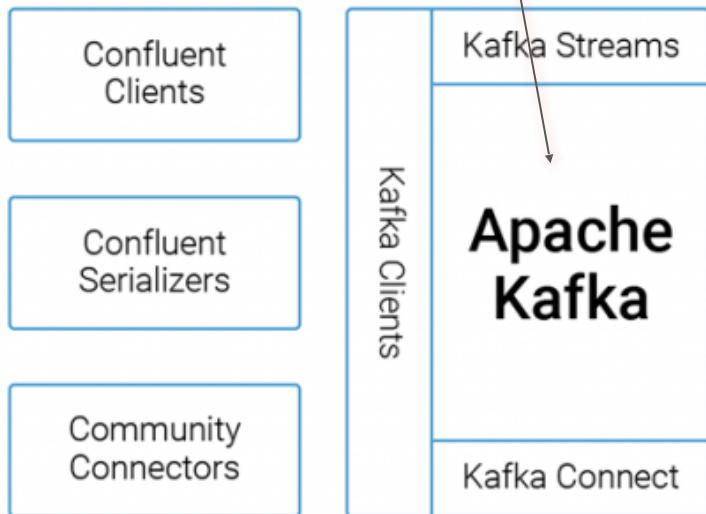 Confluent
Clients
Confluent
Serializers
Community
Connectors
Kafka Clients
Kafka Streams
Apache
Kafka
Kafka Connect